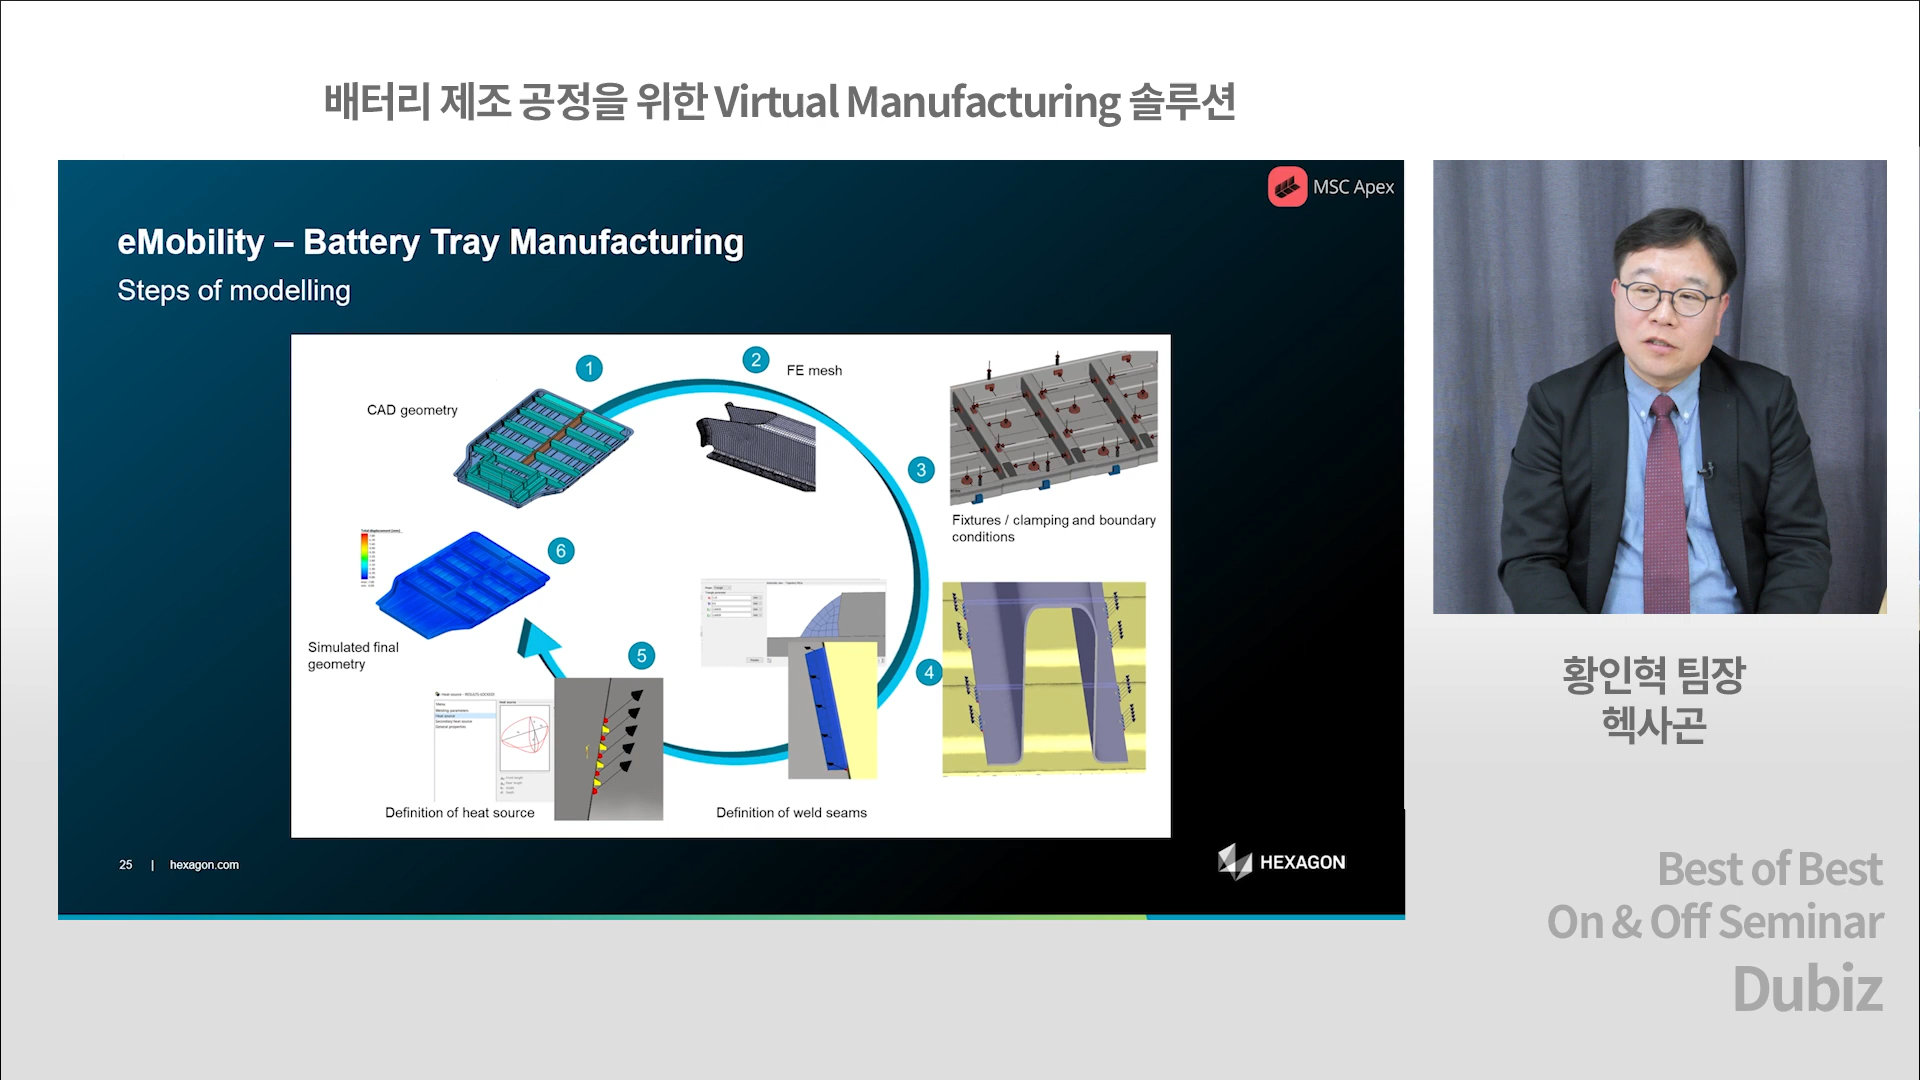 배터리 제조 공정을 위한 Virtual Manufacturing 솔루션
MSC Apex
eMobility – Battery Tray Manufacturing
Steps of modelling
1
CAD geometry
2
FE mesh
3
Fixtures / clamping and boundary
conditions
4
Definition of weld seams
5
Definition of heat source
6
Simulated final
geometry
25 | hexagon.com
HEXAGON
황인혁 팀장
헥사곤
Best of Best
On & Off Seminar
Dubiz